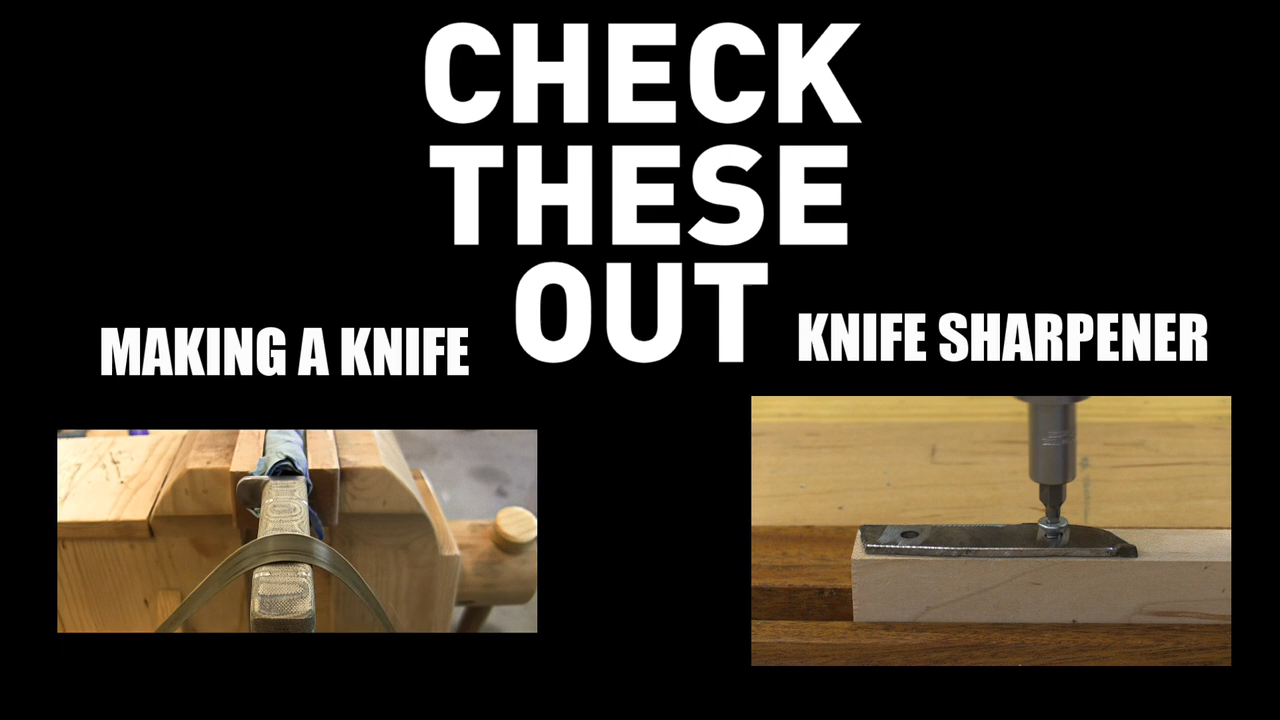 CHECK
THESE
OUT
MAKING A KNIFE
KNIFE SHARPENER